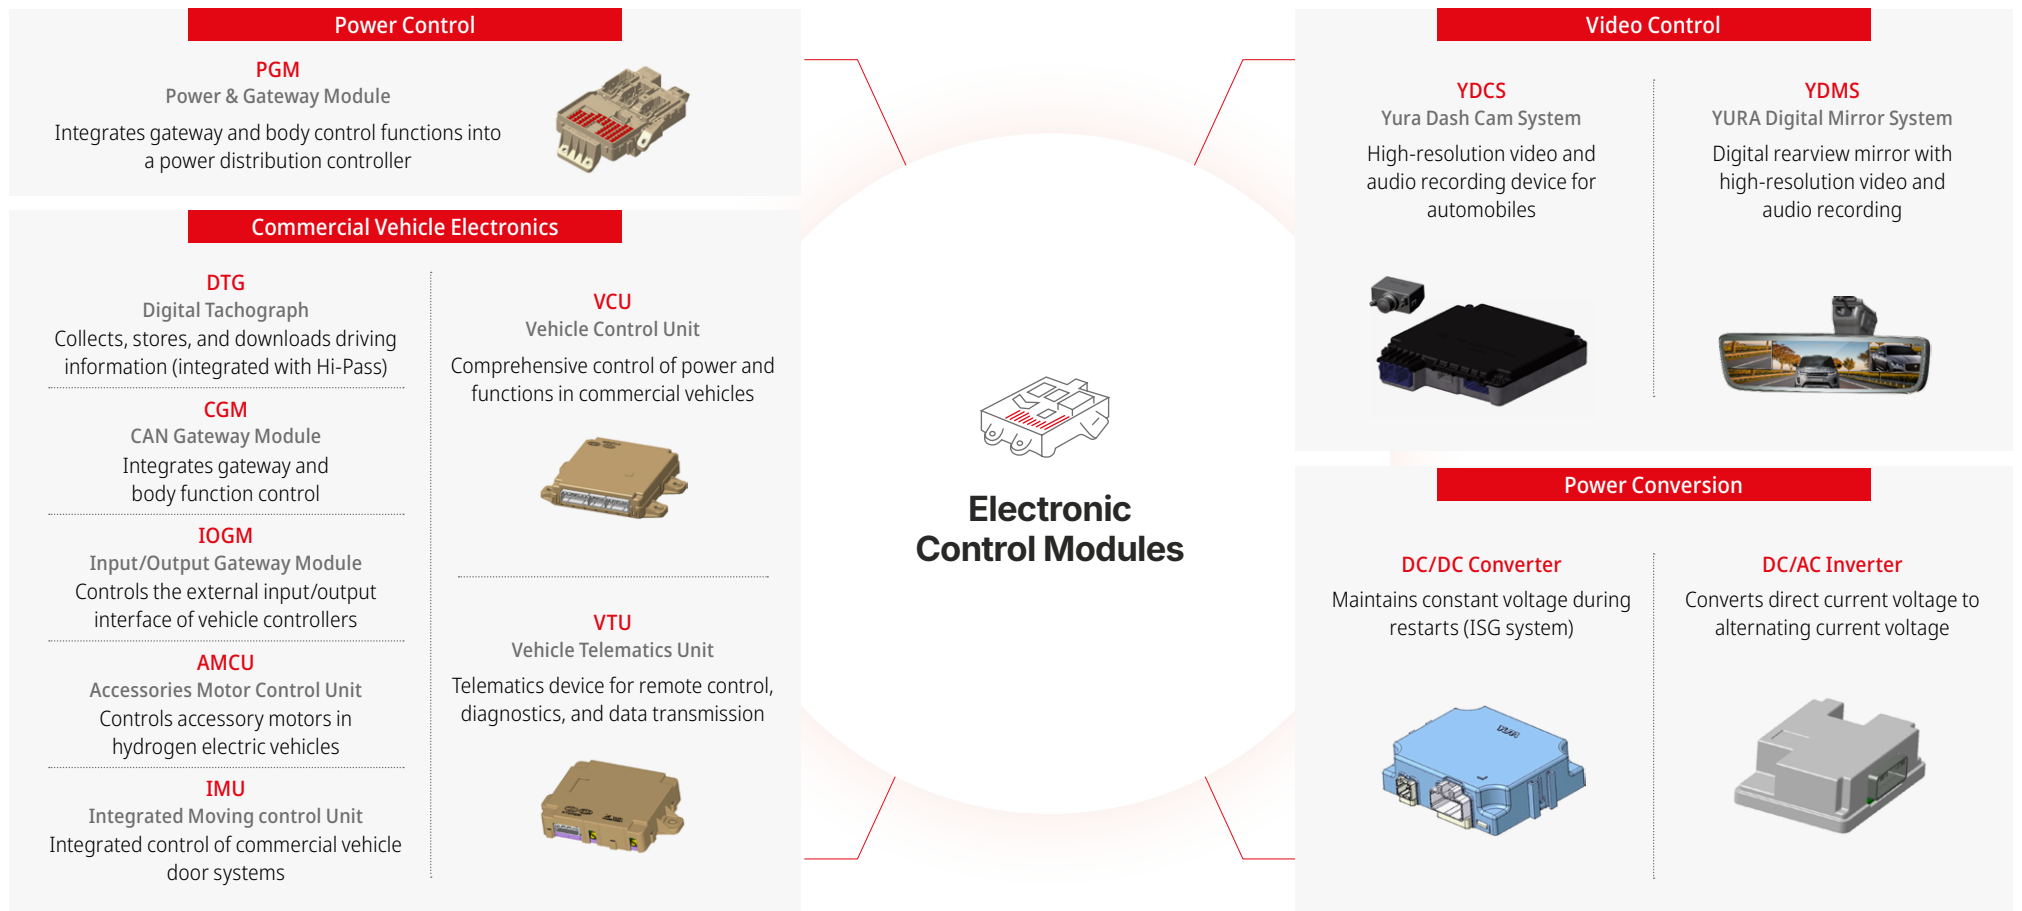 Power Control
PGM
Power & Gateway Module
Integrates gateway and body control functions into
a power distribution controller
Commercial Vehicle Electronics
DTG
Digital Tachograph
Collects, stores, and downloads driving
information (integrated with Hi-Pass)
CGM
CAN Gateway Module
Integrates gateway and
body function control
IOGM
Input/Output Gateway Module
Controls the external input/output
interface of vehicle controllers
AMCU
Accessories Motor Control Unit
Controls accessory motors in
hydrogen electric vehicles
IMU
Integrated Moving control Unit
Integrated control of commercial vehicle
door systems
VCU
Vehicle Control Unit
Comprehensive control of power and
functions in commercial vehicles
VTU
Vehicle Telematics Unit
Telematics device for remote control,
diagnostics, and data transmission
Electronic
Control Modules
Video Control
YDCS
Yura Dash Cam System
High-resolution video and
audio recording device for
automobiles
YDMS
YURA Digital Mirror System
Digital rearview mirror with
high-resolution video and
audio recording
Power Conversion
DC/DC Converter
Maintains constant voltage during
restarts (ISG system)
DC/AC Inverter
Converts direct current voltage to
alternating current voltage